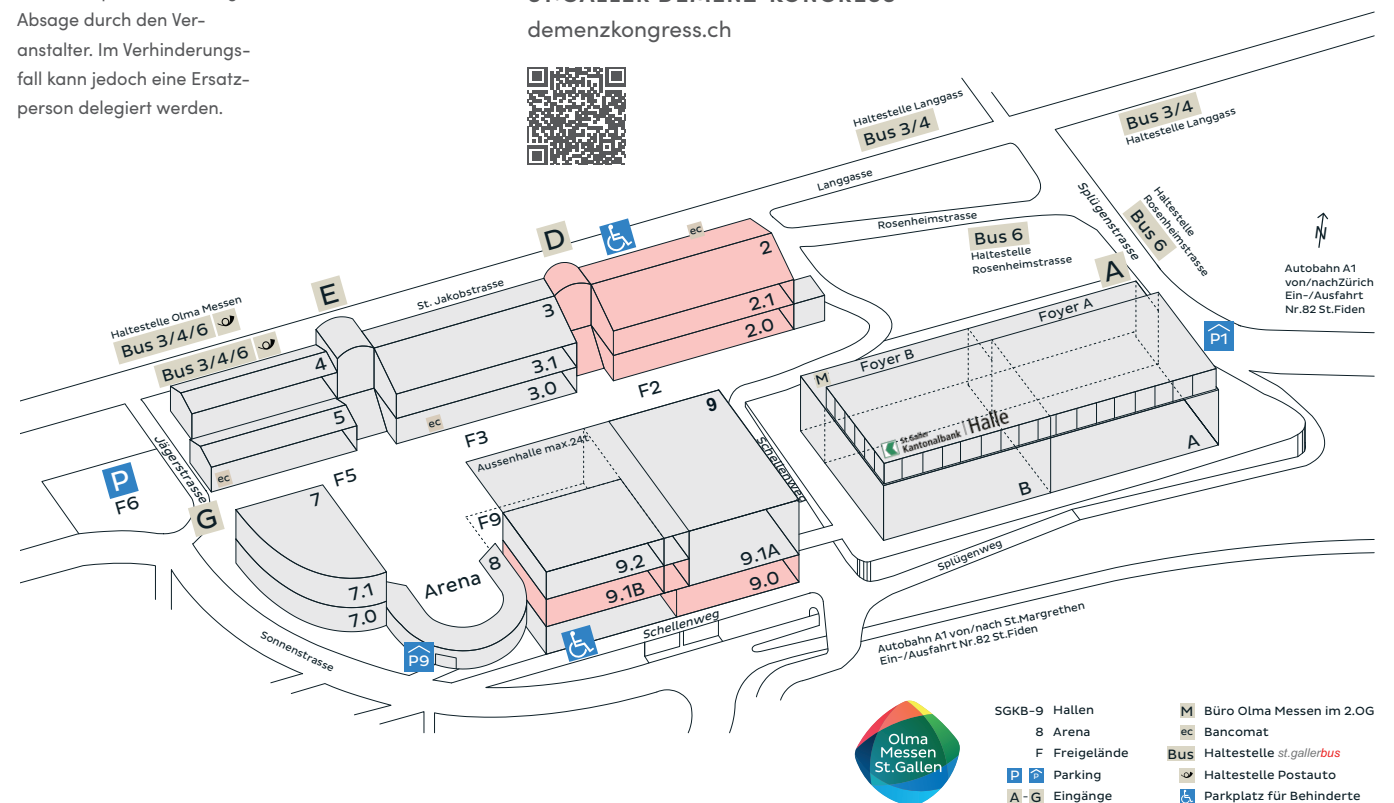 Absage durch den Ver-
anstalter. Im Verhinderungs-
fall kann jedoch eine Ersatz-
person delegiert werden.
demenzkongress.ch
Haltestelle Langgass
Bus 3/4
Bus 3/4
Haltestelle Langgass
Langgasse
Splügenstrasse
Haltestelle
Rosenheimstrasse
Bus 6
Rosenheimstrasse
Bus 6
Haltestelle
Rosenheimstrasse
N
Autobahn A1
von/nachZürich
Ein-/Ausfahrt
Nr.82 St.Fiden
D
ec
2
2.1
2.0
A
E
St. Jakobstrasse
Haltestelle Olma Messen
Bus 3/4/6
Bus 3/4/6
3
3.1
3.0
4
5
ec
ec
Foyer A
Foyer B
M
P1
St.Galler
Kantonalbank
Halle
A
B
F2
F3
F5
9
Aussenhalle max.24t
Schellenweg
Jägerstrasse
P
F6
G
7
7.1
7.0
F9
8
Arena
9.2
9.1B
9.1A
9.0
Schellenweg
P9
Sonnenstrasse
Splügenweg
Autobahn A1 von/nach St.Margrethen
Ein-/Ausfahrt Nr.82 St.Fiden
Olma
Messen
St.Gallen
SGKB-9 Hallen
8 Arena
F Freigelände
P P Parking
A-G Eingänge
M Büro Olma Messen im 2.OG
ec Bancomat
Bus Haltestelle st.gallerbus
Haltestelle Postauto
Parkplatz für Behinderte